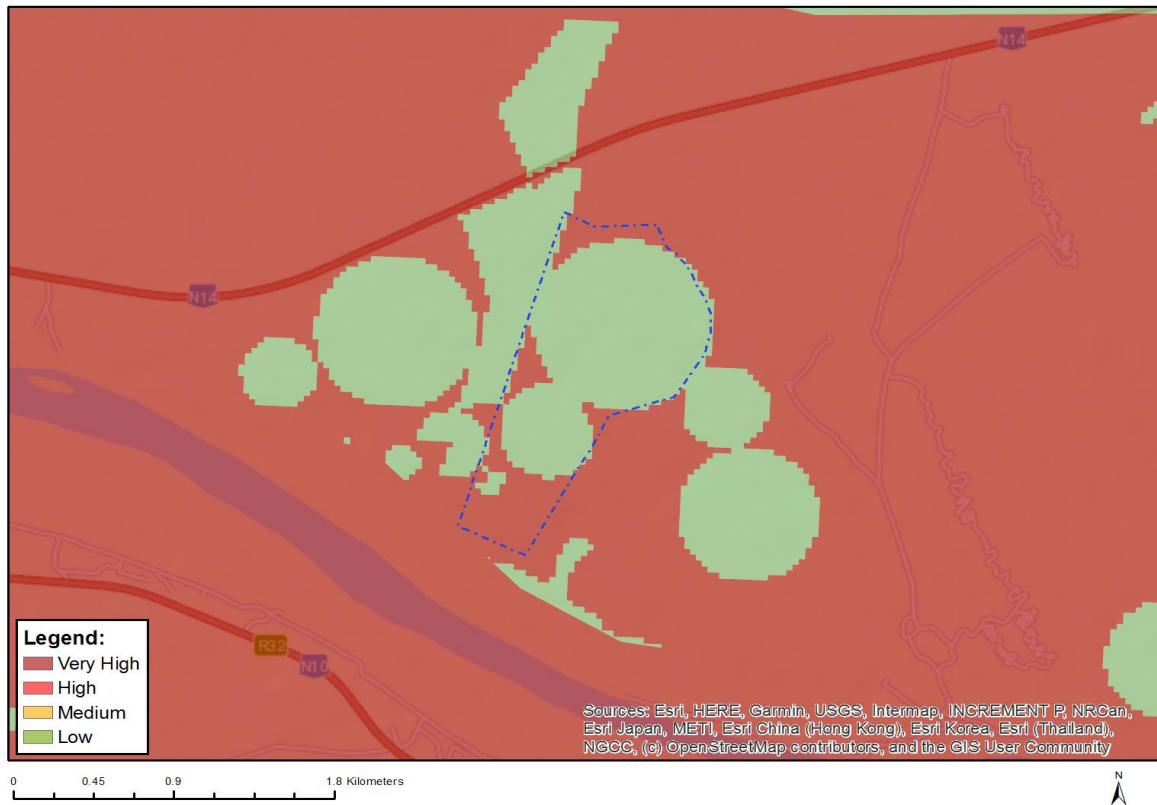 N14
N14
Legend:
Very High
High
Medium
Low
R32
N10
Sources: Esri, HERE, Garmin, USGS, Intermap, INCREMENT P, NRCan,
Esri Japan, METI, Esri China (Hong Kong), Esri Korea, Esri (Thailand),
NGCC, (c) OpenStreetMap contributors, and the GIS User Community
0 0.45 0.9 1.8 Kilometers
N